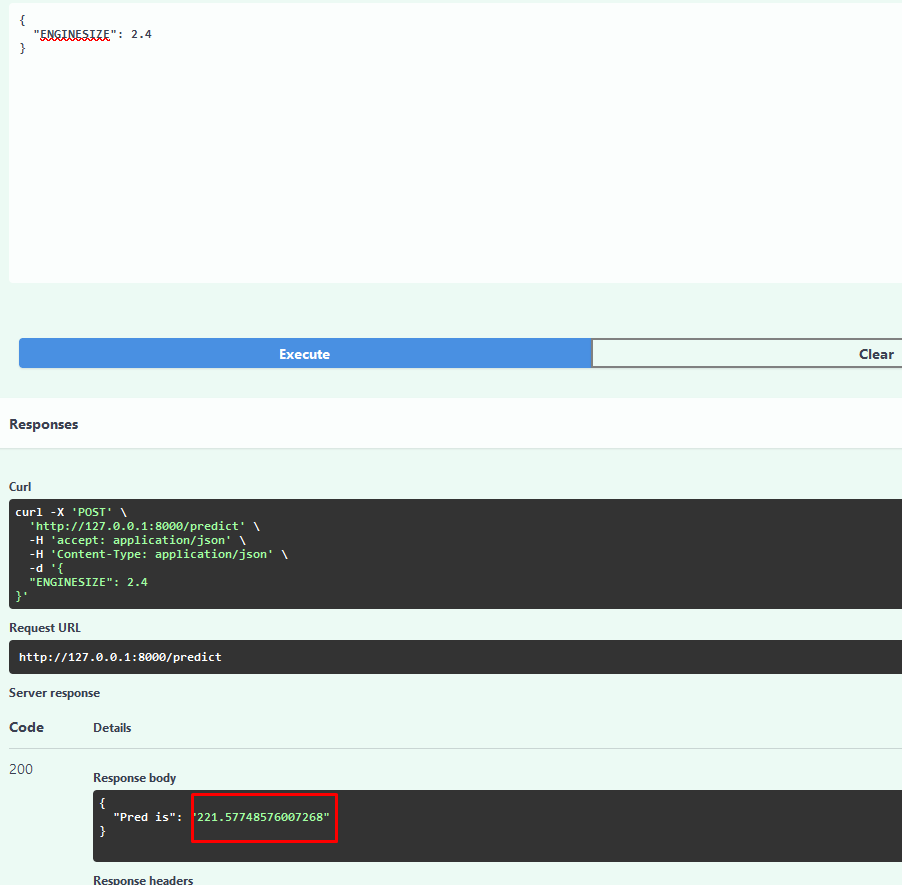 {
  "ENGINESIZE": 2.4
}
Execute
Clear
Responses
Curl
curl -X 'POST' \
  'http://127.0.0.1:8000/predict' \
  -H 'accept: application/json' \
  -H 'Content-Type: application/json' \
  -d '{
  "ENGINESIZE": 2.4
}'
Request URL
http://127.0.0.1:8000/predict
Server response
Code Details
200
Response body
{
  "Pred is": "221.57748576007268"
}
Response headers